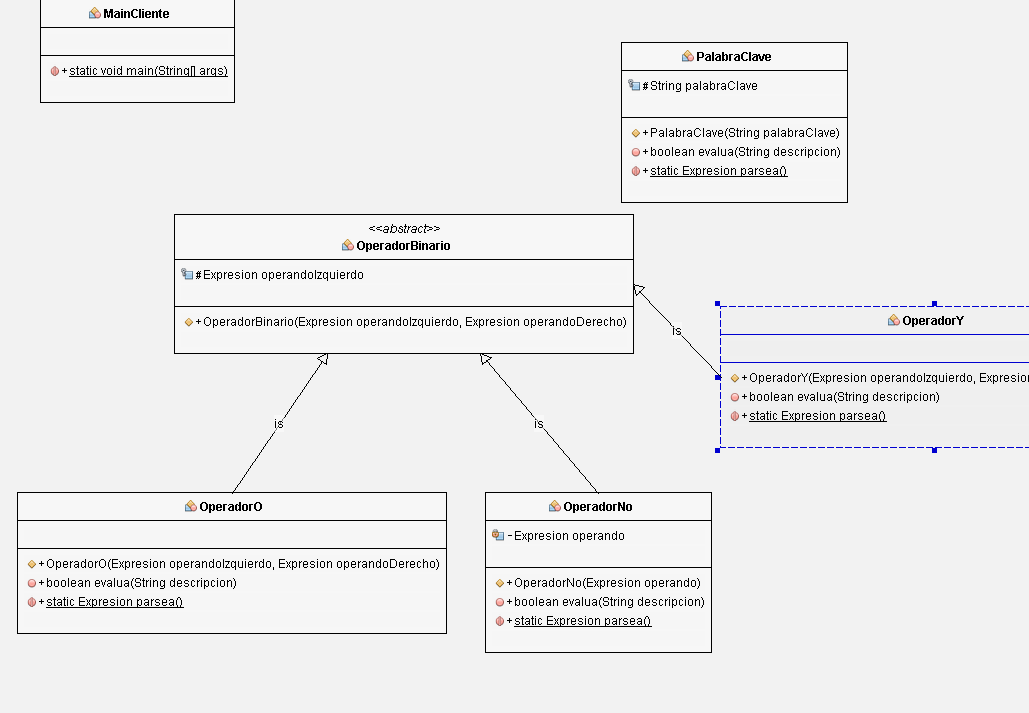 MainCliente
+static void main(String[] args)
PalabraClave
#String palabraClave
+PalabraClave(String palabraClave)
+boolean evalua(String descripcion)
+static Expresion parsea()
<<abstract>>
OperadorBinario
#Expresion operandoIzquierdo
+OperadorBinario(Expresion operandoIzquierdo, Expresion operandoDerecho)
is
OperadorY
+OperadorY(Expresion operandoIzquierdo, Expresion
+boolean evalua(String descripcion)
+static Expresion parsea()
is
is
OperadorO
+OperadorO(Expresion operandoIzquierdo, Expresion operandoDerecho)
+boolean evalua(String descripcion)
+static Expresion parsea()
OperadorNo
-Expresion operando
+OperadorNo(Expresion operando)
+boolean evalua(String descripcion)
+static Expresion parsea()